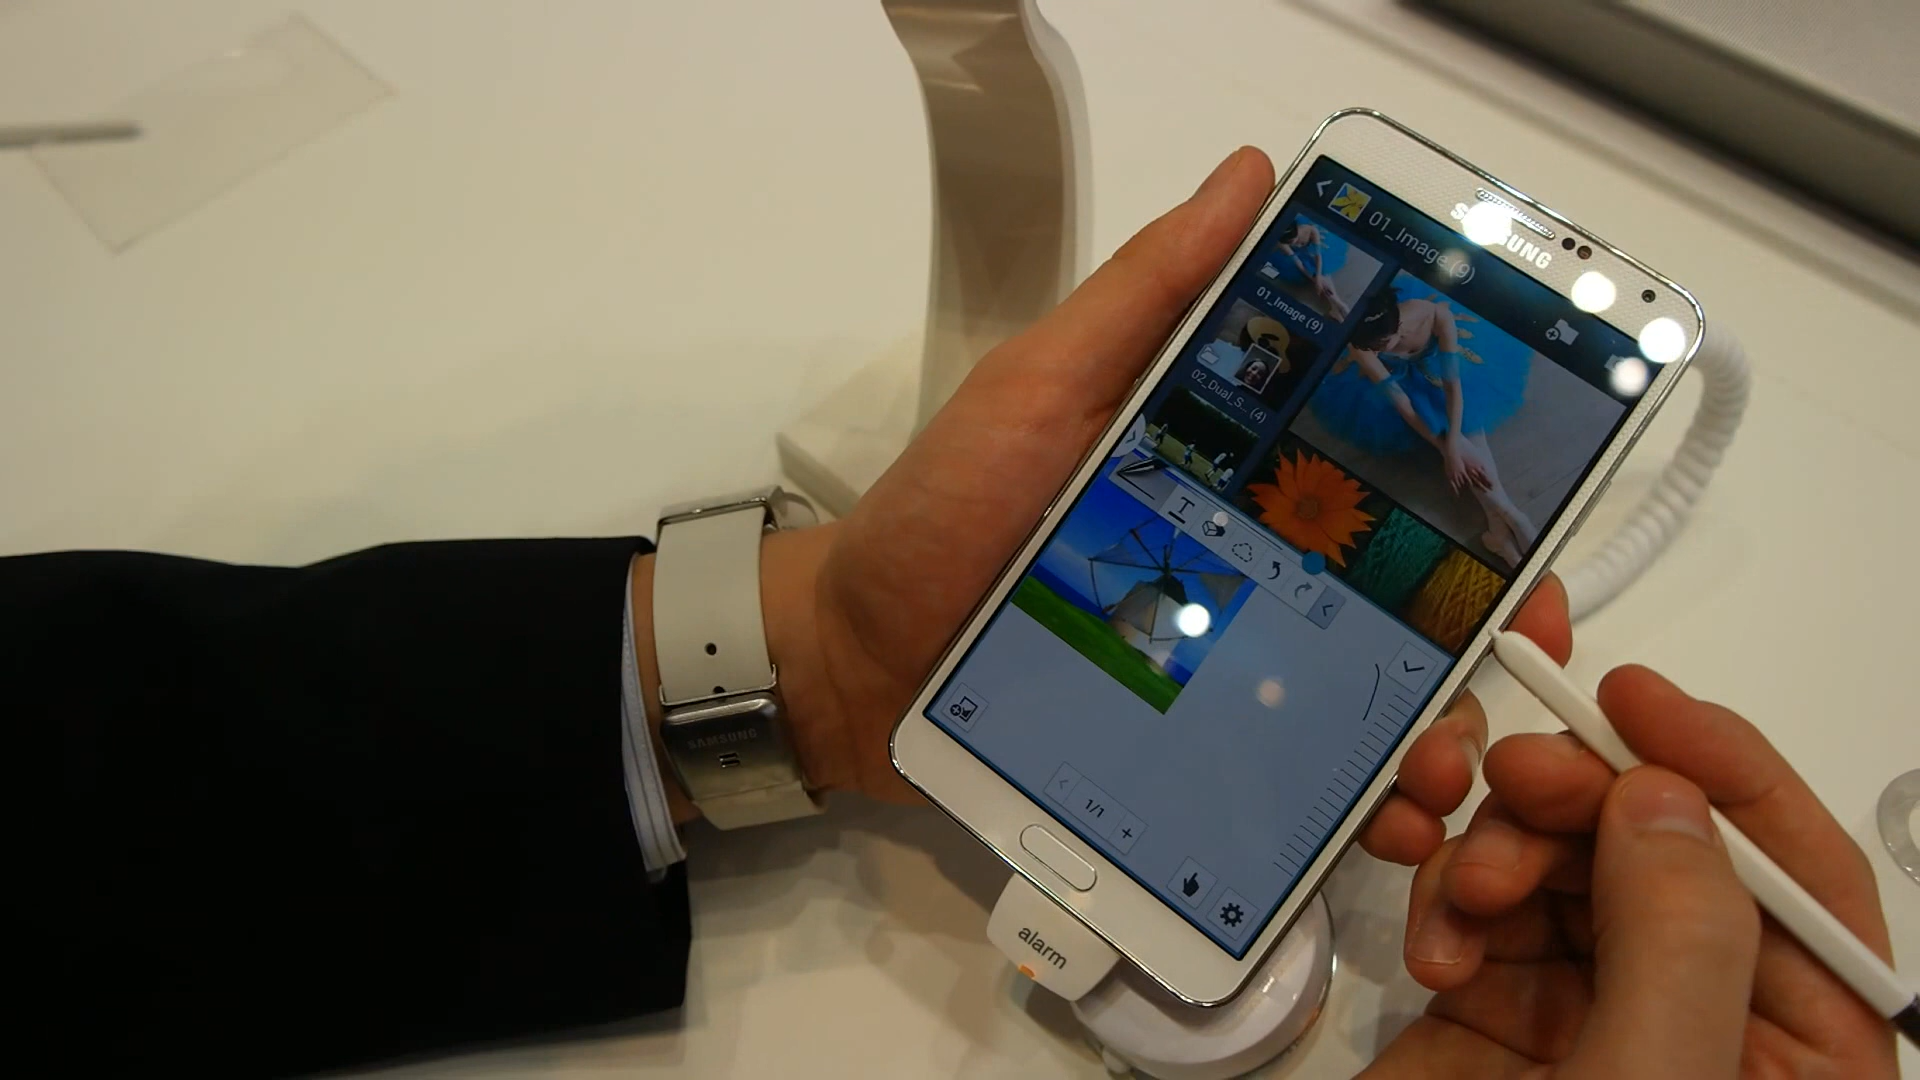 SAMSUNG
01_Image (9)
01_Image (9)
02_Dual_S... (4)
T
1/1
SAMSUNG
alarm